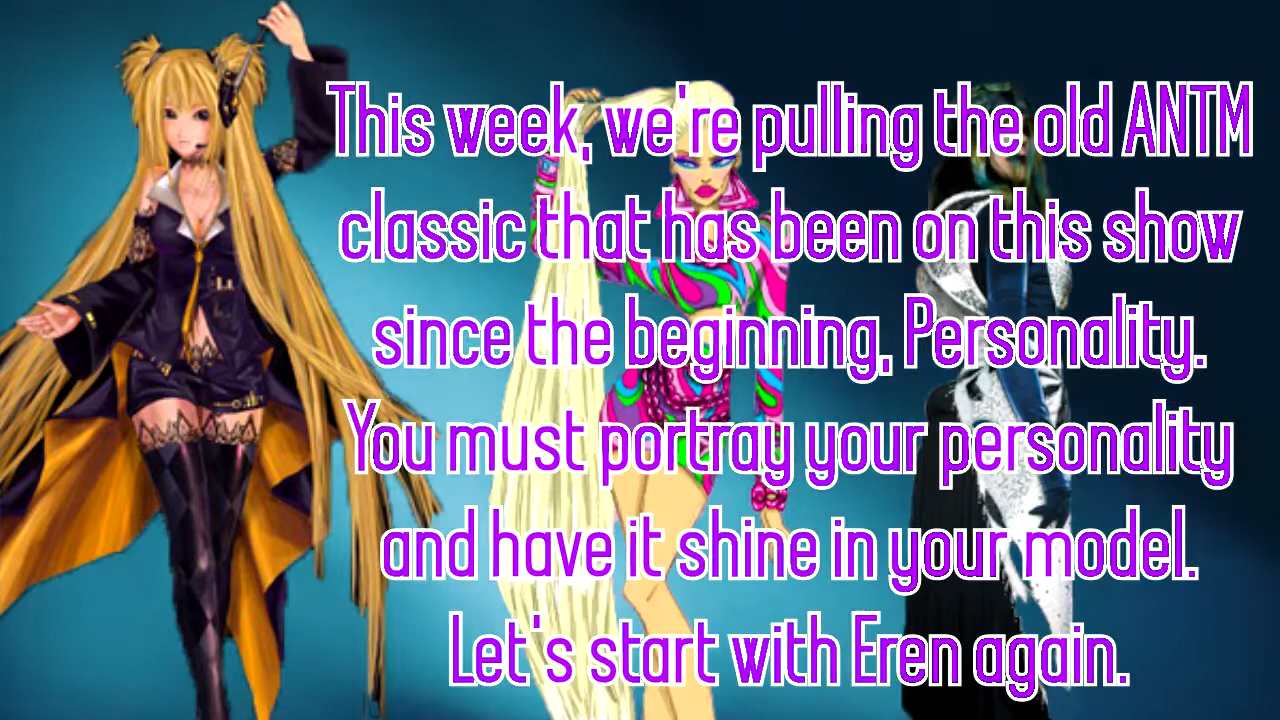 This week, we're pulling the old ANTM
classic that has been on this show
since the beginning, Personality.
You must portray your personality
and have it shine in your model.
Let's start with Eren again.